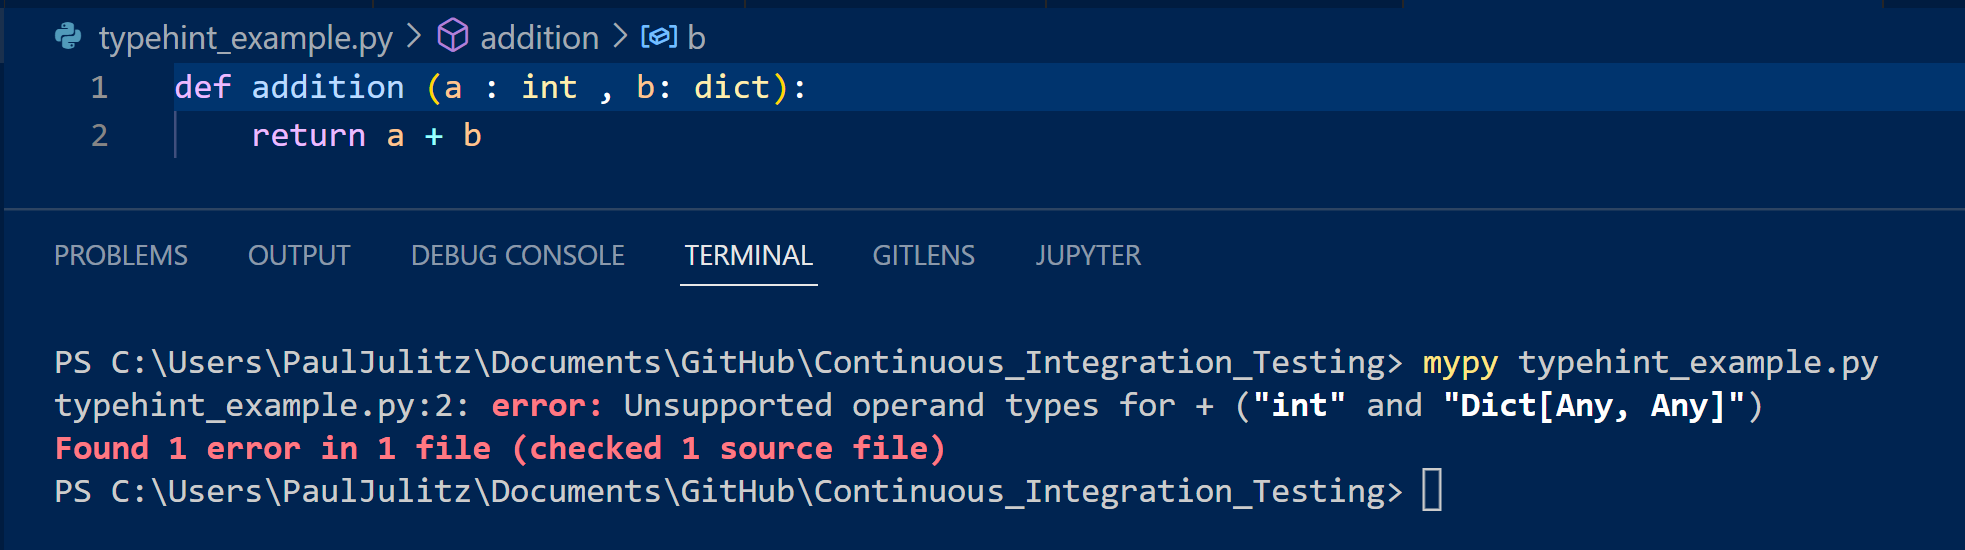 typehint_example.py > addition > b
1 def addition (a : int , b: dict):
2 return a + b
PROBLEMS OUTPUT DEBUG CONSOLE TERMINAL GITLENS JUPYTER
PS C:\Users\PaulJulitz\Documents\GitHub\Continuous_Integration_Testing> mypy typehint_example.py
typehint_example.py:2: error: Unsupported operand types for + ("int" and "Dict[Any, Any]")
Found 1 error in 1 file (checked 1 source file)
PS C:\Users\PaulJulitz\Documents\GitHub\Continuous_Integration_Testing>